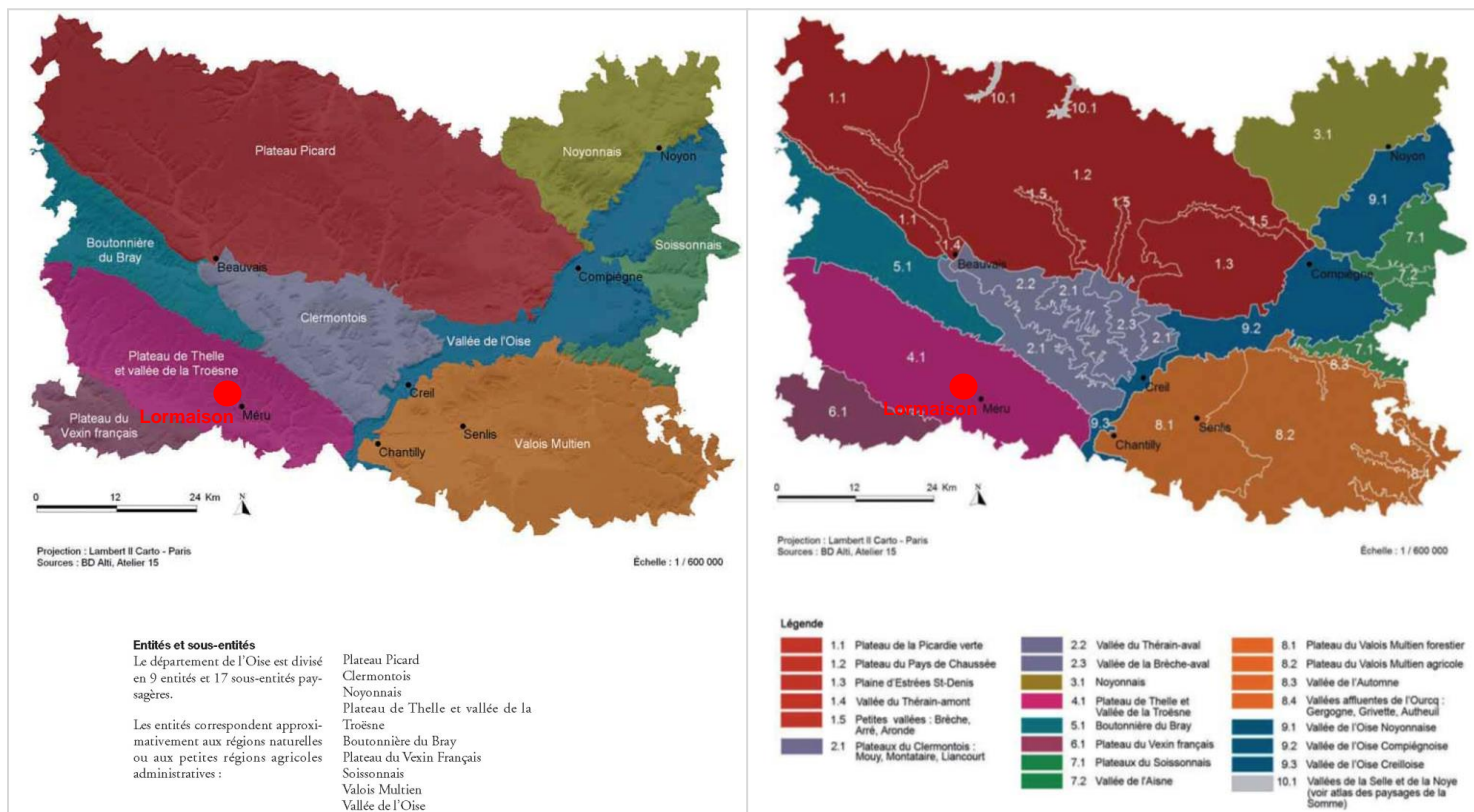 Plateau Picard
Noyonnais
Noyon
Soissonnais
Boutonnière
du Bray
Beauvais
Compiègne
Clermontois
Vallée de l'Oise
Plateau de Thelle
et vallée de la Troësne
Creil
Lormaison
Méru
Plateau du
Vexin français
Senlis
Chantilly
Valois Multien
0 12 24 Km N
Projection : Lambert II Carto - Paris
Sources : BD Alti, Atelier 15
Échelle : 1 / 600 000
Entités et sous-entités
Le département de l'Oise est divisé
en 9 entités et 17 sous-entités pay-
sagères.
Les entités correspondent approxi-
mativement aux régions naturelles
ou aux petites régions agricoles
administratives :
Plateau Picard
Clermontois
Noyonnais
Plateau de Thelle et vallée de la
Troësne
Boutonnière du Bray
Plateau du Vexin Français
Soissonnais
Valois Multien
Vallée de l'Oise
1.1
10.1
10.1
3.1
Noyon
1.2
1.5
1.5
1.5
9.1
1.1
7.1
1.4
Beauvais
5.1
1.3
Compiègne
7.2
2.2
2.1
2.3
2.1
2.1
9.2
7.1
8.3
4.1
Creil
Lormaison
Méru
6.1
9.3
8.1
Senlis
Chantilly
8.2
8.4
0 12 24 Km N
Projection : Lambert II Carto - Paris
Sources : BD Alti, Atelier 15
Échelle : 1 / 600 000
Légende
1.1 Plateau de la Picardie verte
1.2 Plateau du Pays de Chaussée
1.3 Plaine d'Estrées St-Denis
1.4 Vallée du Thérain-amont
1.5 Petites vallées : Brèche,
Arré, Aronde
2.1 Plateaux du Clermontois :
Mouy, Montataire, Liancourt
2.2 Vallée du Thérain-aval
2.3 Vallée de la Brèche-aval
3.1 Noyonnais
4.1 Plateau de Thelle et
Vallée de la Troësne
5.1 Boutonnière du Bray
6.1 Plateau du Vexin français
7.1 Plateaux du Soissonnais
7.2 Vallée de l'Aisne
8.1 Plateau du Valois Multien forestier
8.2 Plateau du Valois Multien agricole
8.3 Vallée de l'Automne
8.4 Vallées affluentes de l'Ourcq :
Gergogne, Grivette, Autheuil
9.1 Vallée de l'Oise Noyonnaise
9.2 Vallée de l'Oise Compiégnoise
9.3 Vallée de l'Oise Creilloise
10.1 Vallées de la Selle et de la Noye
(voir atlas des paysages de la
Somme)